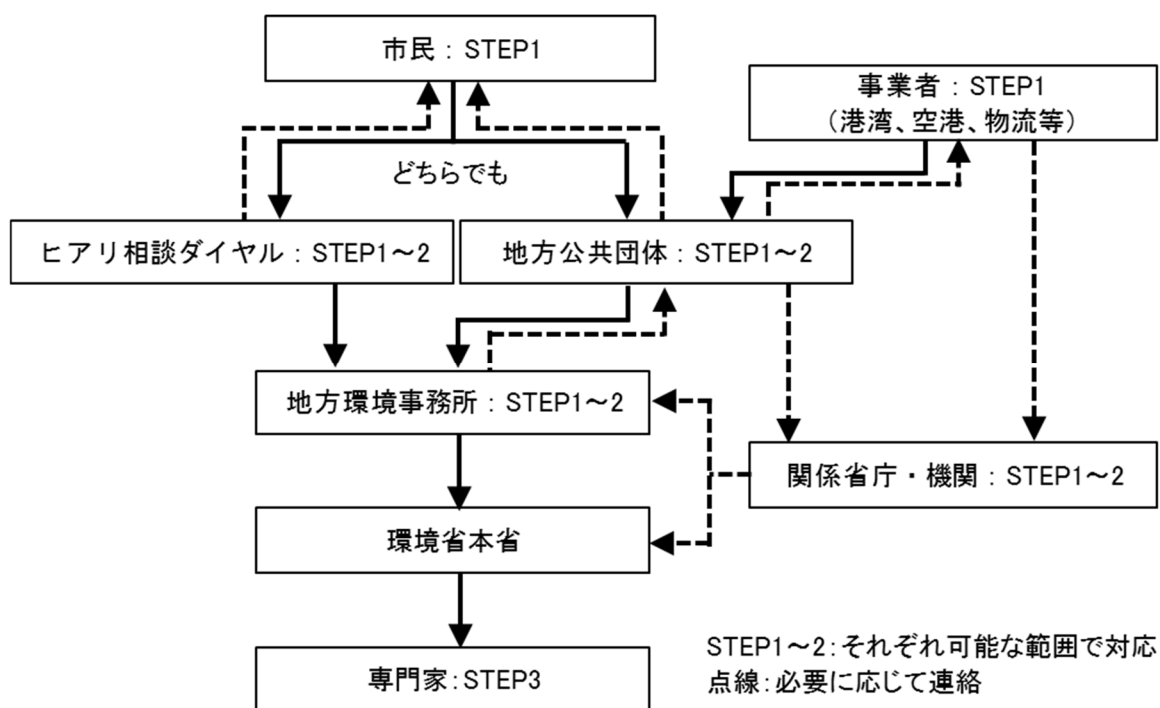 市民：STEP1
事業者：STEP1
（港湾、空港、物流等）
どちらでも
ヒアリ相談ダイヤル：STEP1～2
地方公共団体：STEP1～2
地方環境事務所：STEP1～2
関係省庁・機関：STEP1～2
環境省本省
専門家：STEP3
STEP1～2：それぞれ可能な範囲で対応
点線：必要に応じて連絡